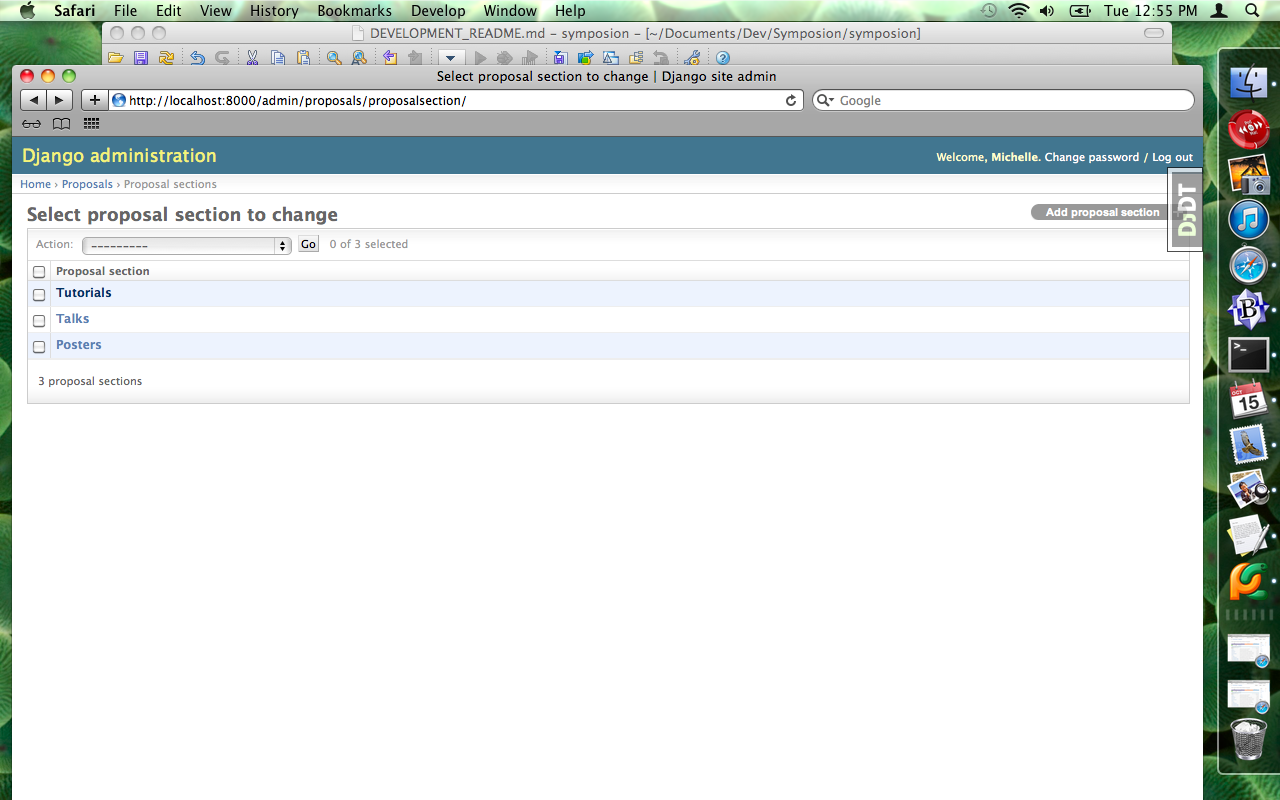 Safari File Edit View History Bookmarks Develop Window Help Tue 12:55 PM
DEVELOPMENT_README.md – symposion – [~/Documents/Dev/Symposion/symposion]
Select proposal section to change | Django site admin
http://localhost:8000/admin/proposals/proposalsection/ Google
Django administration
Welcome, Michelle. Change password / Log out
Home › Proposals › Proposal sections
Select proposal section to change
Add proposal section
DjDT
Action: --------- Go 0 of 3 selected
Proposal section
Tutorials
Talks
Posters
3 proposal sections
OCT
15